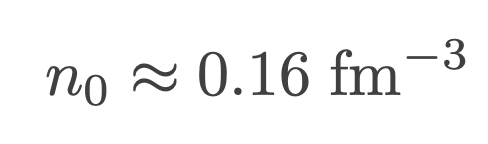 n₀ ≈ 0.16 fm⁻³